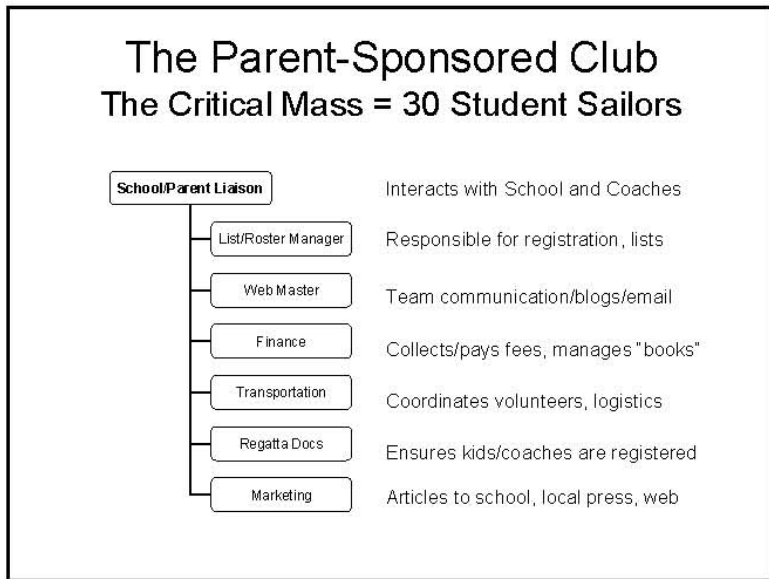 The Parent-Sponsored Club
The Critical Mass = 30 Student Sailors
School/Parent Liaison Interacts with School and Coaches
List/Roster Manager Responsible for registration, lists
Web Master Team communication/blogs/email
Finance Collects/pays fees, manages "books"
Transportation Coordinates volunteers, logistics
Regatta Docs Ensures kids/coaches are registered
Marketing Articles to school, local press, web